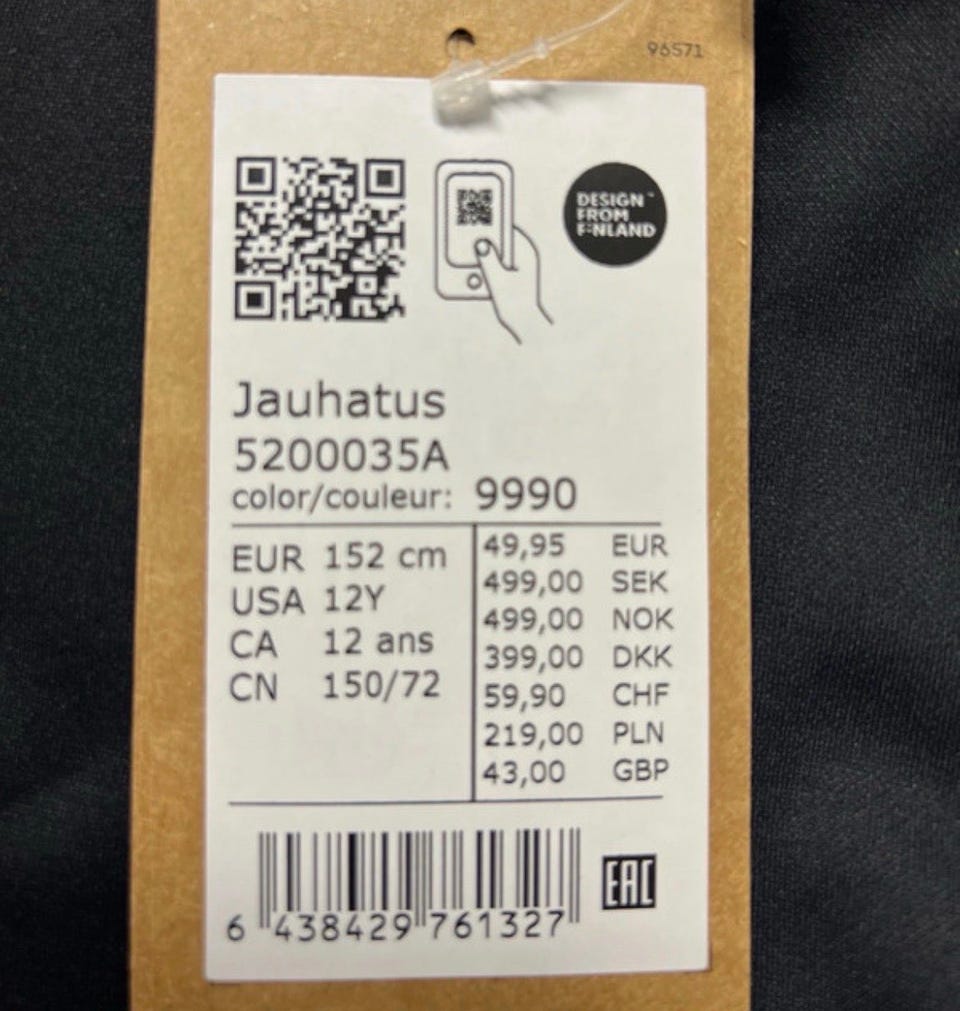 96571
DESIGN™
FROM
FINLAND
Jauhatus
5200035A
color/couleur: 9990
EUR 152 cm
USA 12Y
CA 12 ans
CN 150/72
49,95 EUR
499,00 SEK
499,00 NOK
399,00 DKK
59,90 CHF
219,00 PLN
43,00 GBP
6 438429 761327
EAC